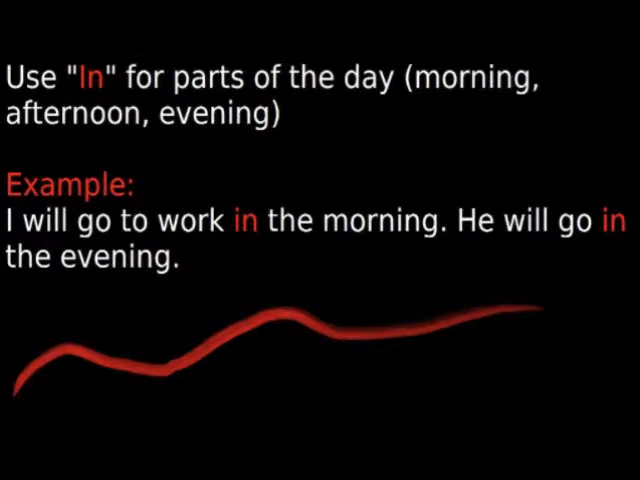 Use "In" for parts of the day (morning,
afternoon, evening)
Example:
I will go to work in the morning. He will go in
the evening.